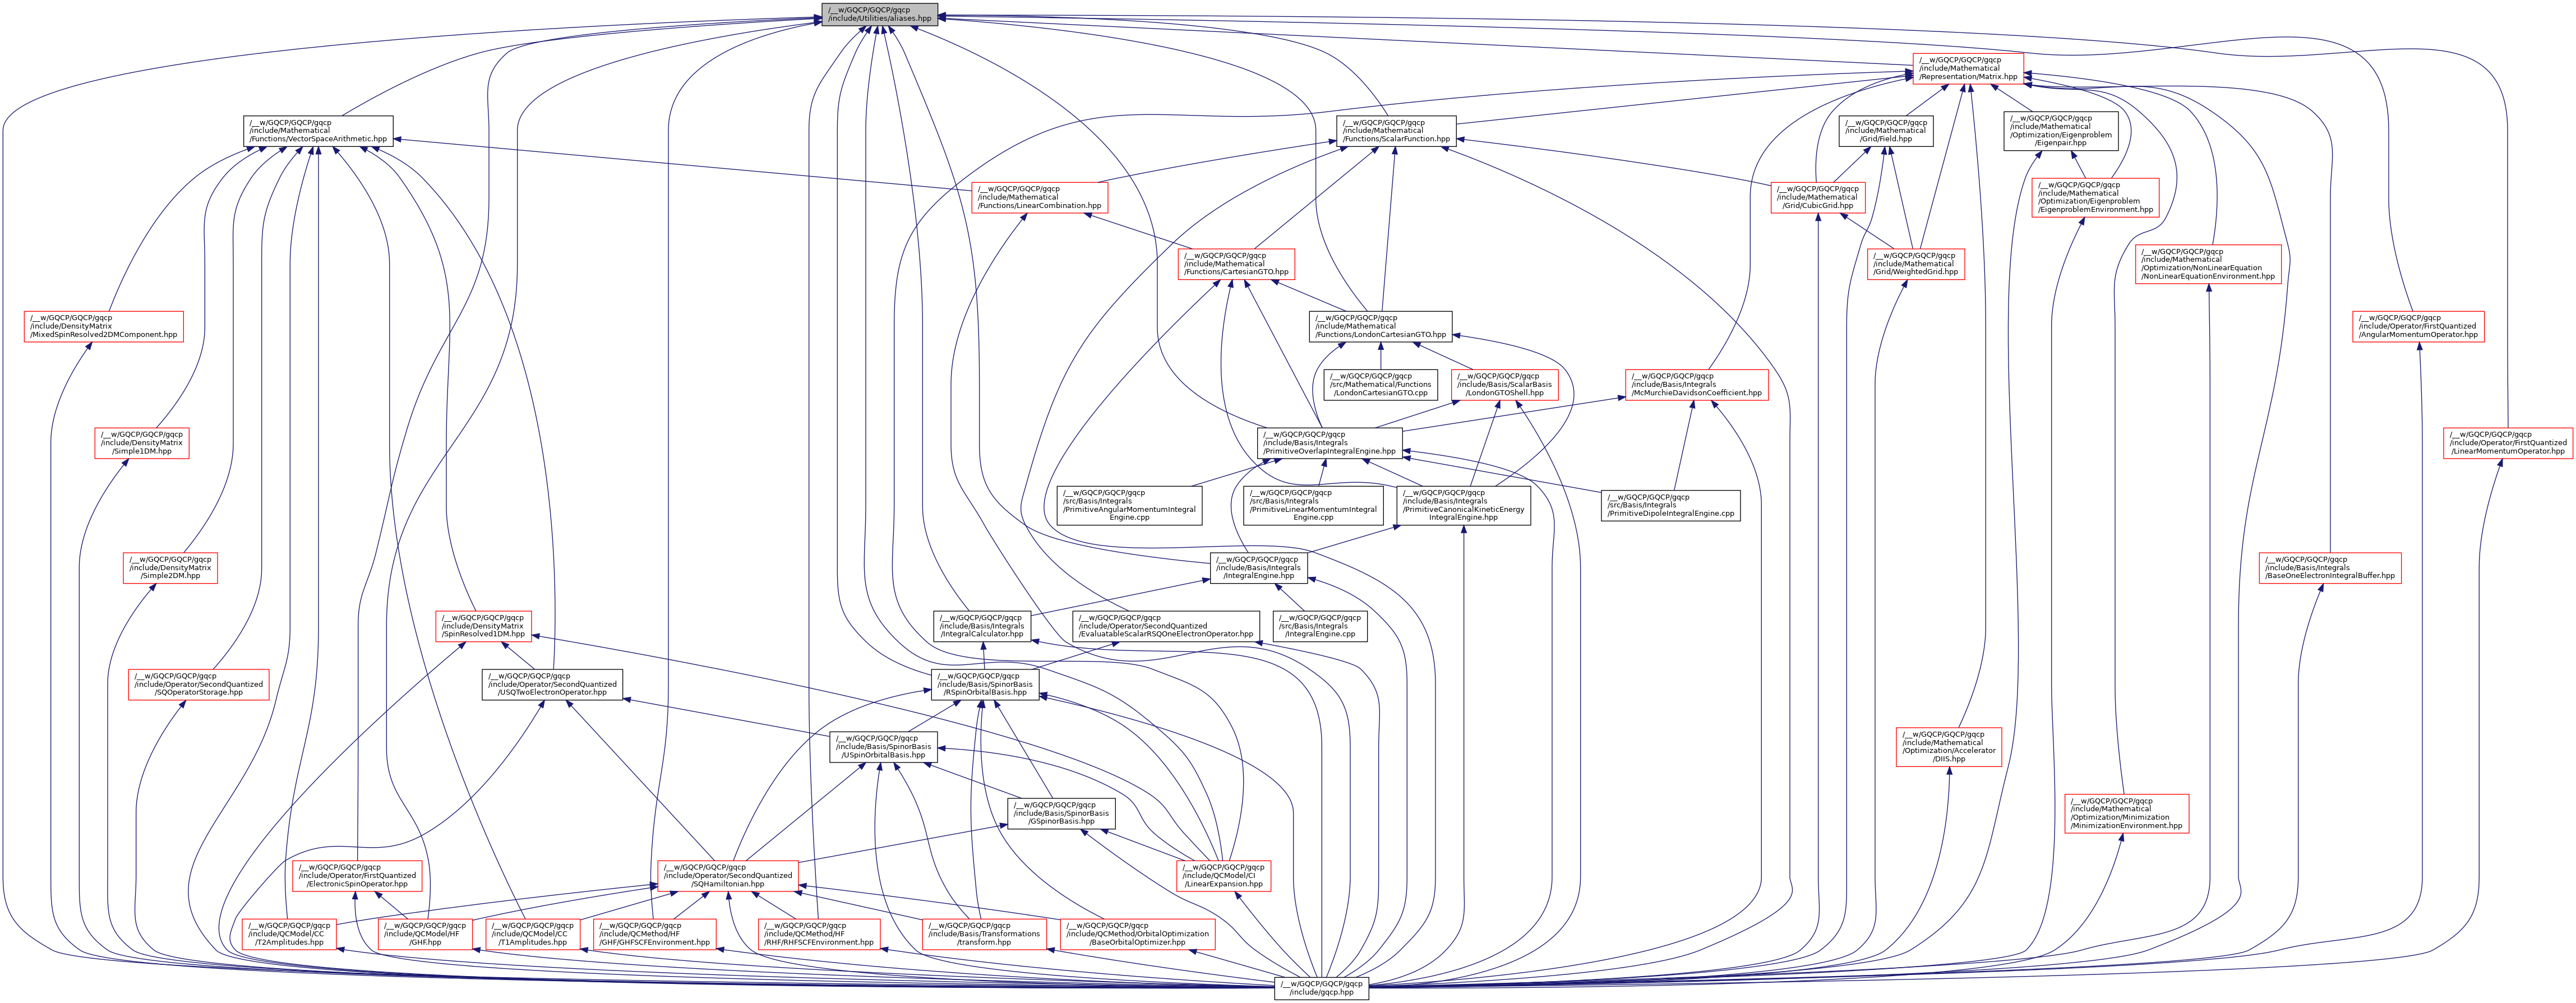 /__w/GQCP/GQCP/gqcp
/include/Utilities/aliases.hpp
/__w/GQCP/GQCP/gqcp
/include/Mathematical
/Representation/Matrix.hpp
/__w/GQCP/GQCP/gqcp
/include/Mathematical
/Functions/VectorSpaceArithmetic.hpp
/__w/GQCP/GQCP/gqcp
/include/Mathematical
/Functions/ScalarFunction.hpp
/__w/GQCP/GQCP/gqcp
/include/Mathematical
/Grid/Field.hpp
/__w/GQCP/GQCP/gqcp
/include/Mathematical
/Optimization/Eigenproblem
/Eigenpair.hpp
/__w/GQCP/GQCP/gqcp
/include/Mathematical
/Functions/LinearCombination.hpp
/__w/GQCP/GQCP/gqcp
/include/Mathematical
/Grid/CubicGrid.hpp
/__w/GQCP/GQCP/gqcp
/include/Mathematical
/Optimization/Eigenproblem
/EigenproblemEnvironment.hpp
/__w/GQCP/GQCP/gqcp
/include/Mathematical
/Functions/CartesianGTO.hpp
/__w/GQCP/GQCP/gqcp
/include/Mathematical
/Grid/WeightedGrid.hpp
/__w/GQCP/GQCP/gqcp
/include/Mathematical
/Optimization/NonLinearEquation
/NonLinearEquationEnvironment.hpp
/__w/GQCP/GQCP/gqcp
/include/DensityMatrix
/MixedSpinResolved2DMComponent.hpp
/__w/GQCP/GQCP/gqcp
/include/Mathematical
/Functions/LondonCartesianGTO.hpp
/__w/GQCP/GQCP/gqcp
/include/Operator/FirstQuantized
/AngularMomentumOperator.hpp
/__w/GQCP/GQCP/gqcp
/src/Mathematical/Functions
/LondonCartesianGTO.cpp
/__w/GQCP/GQCP/gqcp
/include/Basis/ScalarBasis
/LondonGTOShell.hpp
/__w/GQCP/GQCP/gqcp
/include/Basis/Integrals
/McMurchieDavidsonCoefficient.hpp
/__w/GQCP/GQCP/gqcp
/include/DensityMatrix
/Simple1DM.hpp
/__w/GQCP/GQCP/gqcp
/include/Basis/Integrals
/PrimitiveOverlapIntegralEngine.hpp
/__w/GQCP/GQCP/gqcp
/include/Operator/FirstQuantized
/LinearMomentumOperator.hpp
/__w/GQCP/GQCP/gqcp
/src/Basis/Integrals
/PrimitiveAngularMomentumIntegral
Engine.cpp
/__w/GQCP/GQCP/gqcp
/src/Basis/Integrals
/PrimitiveLinearMomentumIntegral
Engine.cpp
/__w/GQCP/GQCP/gqcp
/include/Basis/Integrals
/PrimitiveCanonicalKineticEnergy
IntegralEngine.hpp
/__w/GQCP/GQCP/gqcp
/src/Basis/Integrals
/PrimitiveDipoleIntegralEngine.cpp
/__w/GQCP/GQCP/gqcp
/include/DensityMatrix
/Simple2DM.hpp
/__w/GQCP/GQCP/gqcp
/include/Basis/Integrals
/IntegralEngine.hpp
/__w/GQCP/GQCP/gqcp
/include/Basis/Integrals
/BaseOneElectronIntegralBuffer.hpp
/__w/GQCP/GQCP/gqcp
/include/DensityMatrix
/SpinResolved1DM.hpp
/__w/GQCP/GQCP/gqcp
/include/Basis/Integrals
/IntegralCalculator.hpp
/__w/GQCP/GQCP/gqcp
/include/Operator/SecondQuantized
/EvaluatableScalarRSQOneElectronOperator.hpp
/__w/GQCP/GQCP/gqcp
/src/Basis/Integrals
/IntegralEngine.cpp
/__w/GQCP/GQCP/gqcp
/include/Operator/SecondQuantized
/SQOperatorStorage.hpp
/__w/GQCP/GQCP/gqcp
/include/Operator/SecondQuantized
/USQTwoElectronOperator.hpp
/__w/GQCP/GQCP/gqcp
/include/Basis/SpinorBasis
/RSpinOrbitalBasis.hpp
/__w/GQCP/GQCP/gqcp
/include/Basis/SpinorBasis
/USpinOrbitalBasis.hpp
/__w/GQCP/GQCP/gqcp
/include/Mathematical
/Optimization/Accelerator
/DIIS.hpp
/__w/GQCP/GQCP/gqcp
/include/Basis/SpinorBasis
/GSpinorBasis.hpp
/__w/GQCP/GQCP/gqcp
/include/Mathematical
/Optimization/Minimization
/MinimizationEnvironment.hpp
/__w/GQCP/GQCP/gqcp
/include/Operator/FirstQuantized
/ElectronicSpinOperator.hpp
/__w/GQCP/GQCP/gqcp
/include/Operator/SecondQuantized
/SQHamiltonian.hpp
/__w/GQCP/GQCP/gqcp
/include/QCModel/CI
/LinearExpansion.hpp
/__w/GQCP/GQCP/gqcp
/include/QCModel/CC
/T2Amplitudes.hpp
/__w/GQCP/GQCP/gqcp
/include/QCModel/HF
/GHF.hpp
/__w/GQCP/GQCP/gqcp
/include/QCModel/CC
/T1Amplitudes.hpp
/__w/GQCP/GQCP/gqcp
/include/QCMethod/HF
/GHF/GHFSCFEnvironment.hpp
/__w/GQCP/GQCP/gqcp
/include/QCMethod/HF
/RHF/RHFSCFEnvironment.hpp
/__w/GQCP/GQCP/gqcp
/include/Basis/Transformations
/transform.hpp
/__w/GQCP/GQCP/gqcp
/include/QCMethod/OrbitalOptimization
/BaseOrbitalOptimizer.hpp
/__w/GQCP/GQCP/gqcp
/include/gqcp.hpp